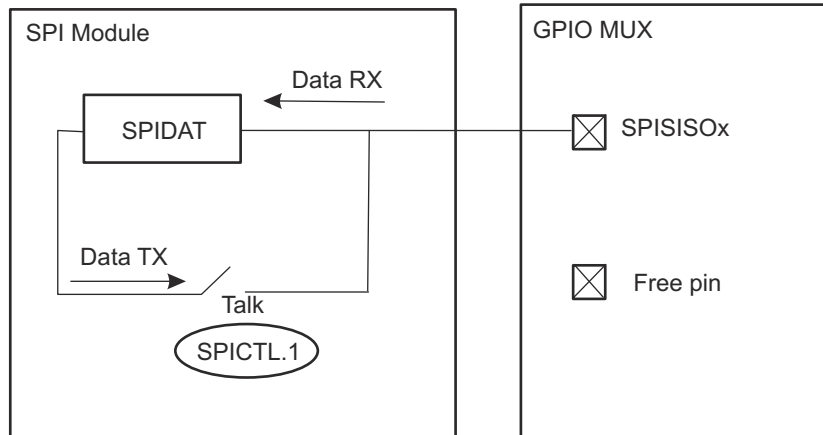 SPI Module
GPIO MUX
Data RX
SPIDAT
SPISISOx
Data TX
Free pin
Talk
SPICTL.1